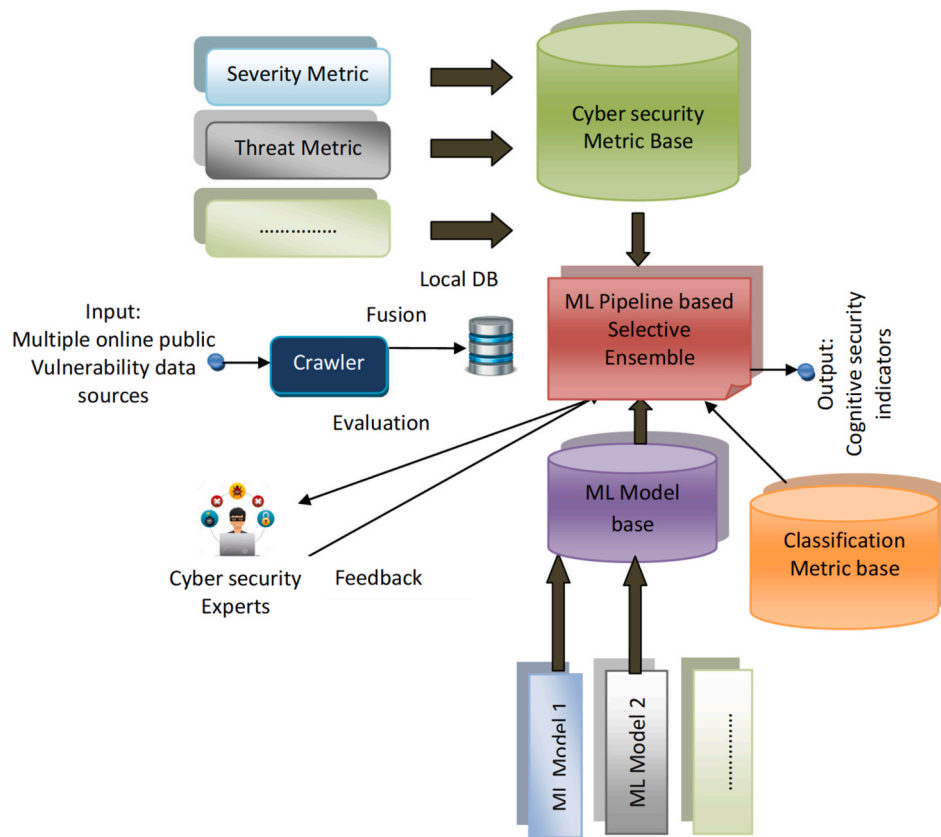 Severity Metric
Threat Metric
……………
Cyber security
Metric Base
Local DB
Fusion
Input:
Multiple online public
Vulnerability data
sources
Crawler
Evaluation
ML Pipeline based
Selective
Ensemble
Output:
Cognitive security
indicators
ML Model
base
Classification
Metric base
Cyber security
Experts
Feedback
ML Model 1
ML Model 2
……………